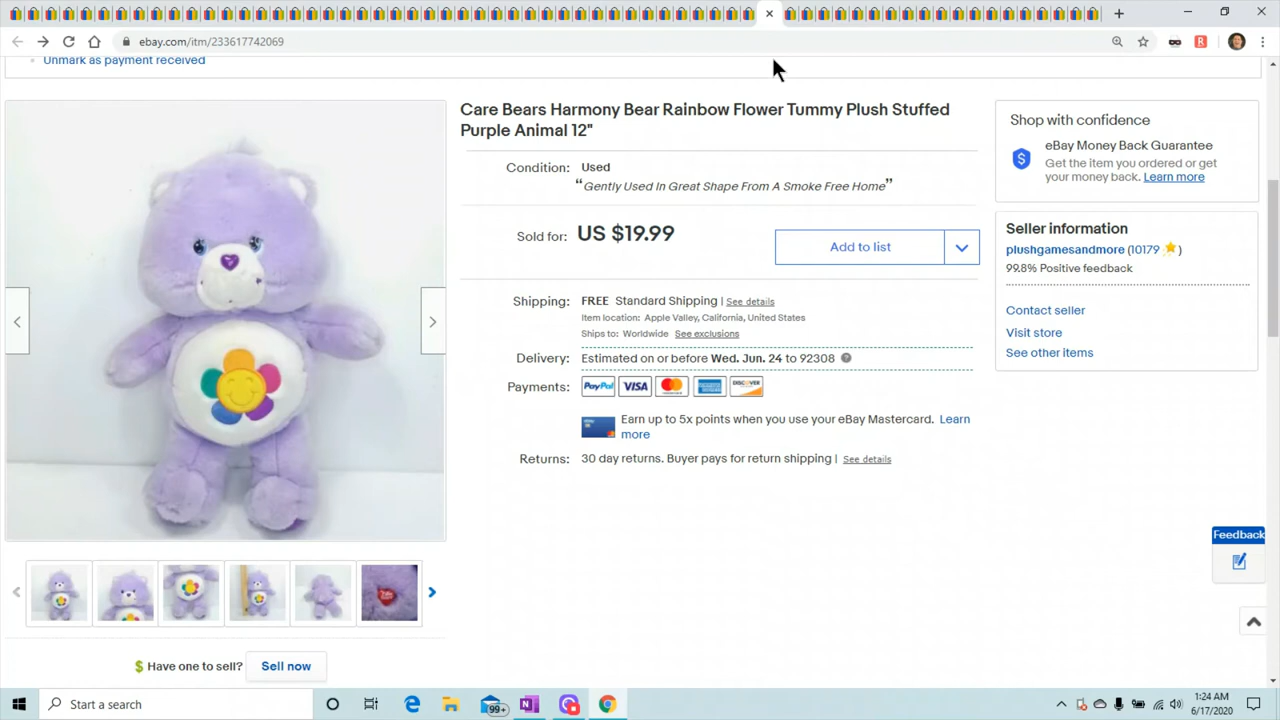 ebay.com/itm/233617742069
Unmark as payment received
Care Bears Harmony Bear Rainbow Flower Tummy Plush Stuffed
Purple Animal 12"
Condition: Used
“Gently Used In Great Shape From A Smoke Free Home”
Sold for: US $19.99
Add to list
Shipping: FREE Standard Shipping | See details
Item location: Apple Valley, California, United States
Ships to: Worldwide See exclusions
Delivery: Estimated on or before Wed. Jun. 24 to 92308
Payments: PayPal VISA MasterCard AMERICAN EXPRESS DISCOVER
Earn up to 5x points when you use your eBay Mastercard. Learn
more
Returns: 30 day returns. Buyer pays for return shipping | See details
Shop with confidence
eBay Money Back Guarantee
Get the item you ordered or get
your money back. Learn more
Seller information
plushgamesandmore (10179 )
99.8% Positive feedback
Contact seller
Visit store
See other items
Feedback
$ Have one to sell? Sell now
Start a search
99+
1:24 AM
6/17/2020